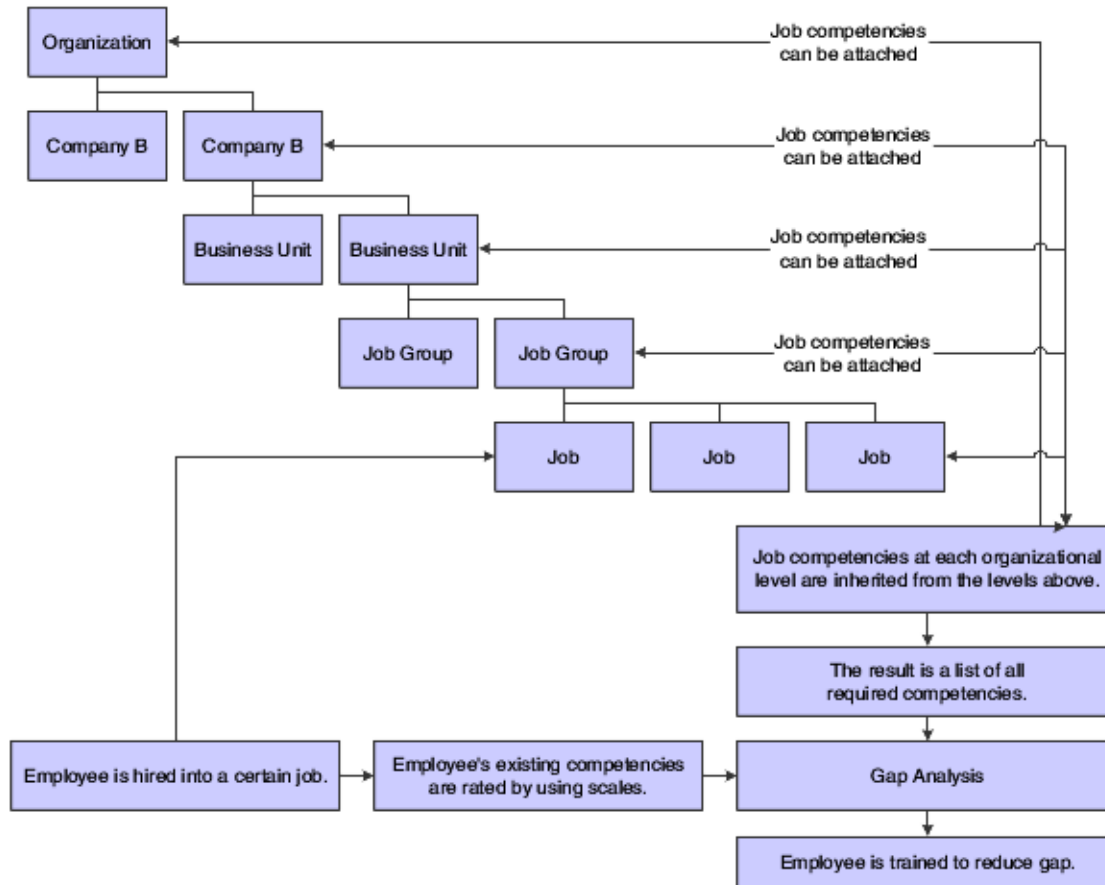 Organization
Job competencies
can be attached
Company B
Company B
Job competencies
can be attached
Business Unit
Business Unit
Job competencies
can be attached
Job Group
Job Group
Job competencies
can be attached
Job
Job
Job
Job competencies at each organizational
level are inherited from the levels above.
The result is a list of all
required competencies.
Employee is hired into a certain job.
Employee's existing competencies
are rated by using scales.
Gap Analysis
Employee is trained to reduce gap.